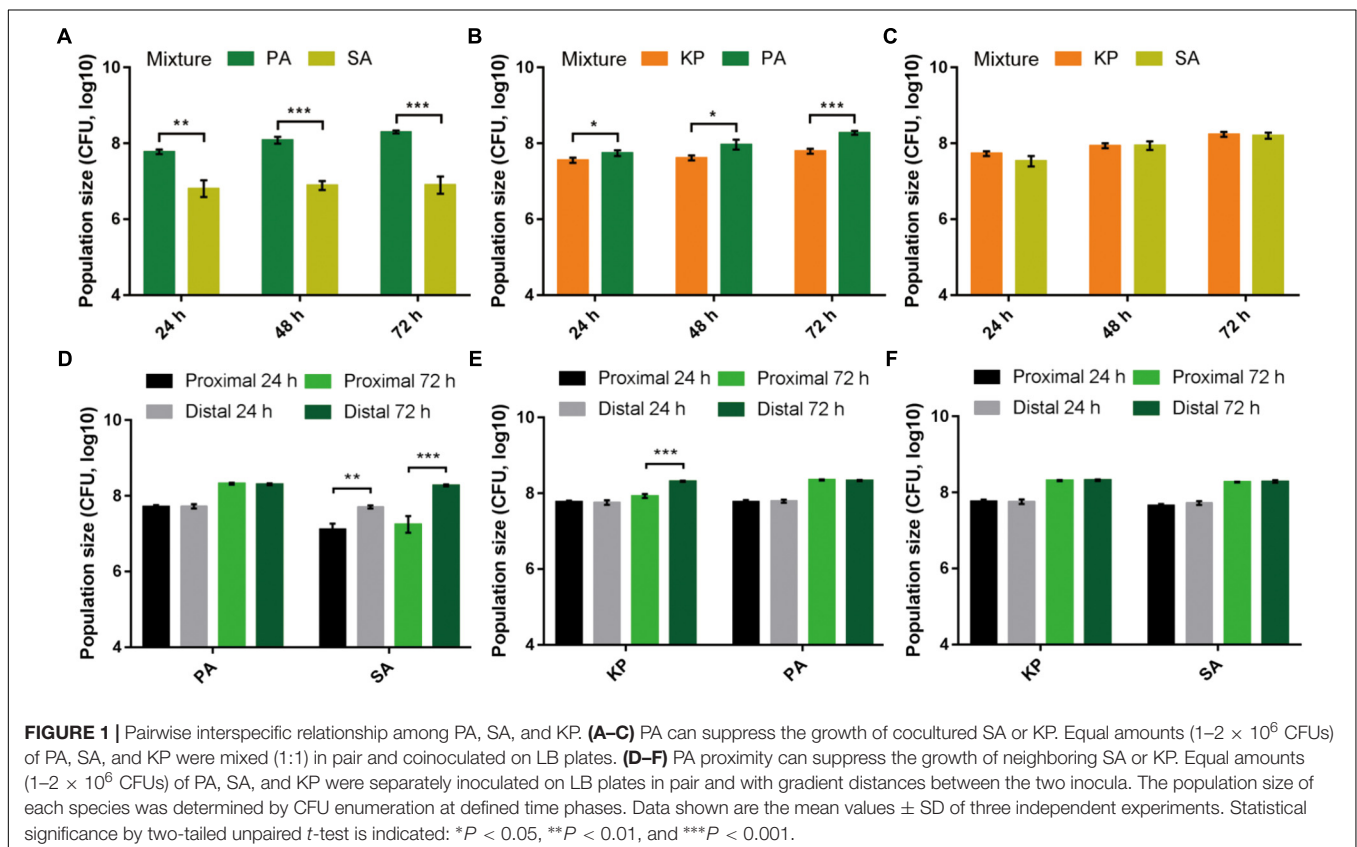 A
Mixture PA SA
Population size (CFU, log10)
10
8
6
4
** *** ***
24 h 48 h 72 h
B
Mixture KP PA
Population size (CFU, log10)
10
8
6
4
* * ***
24 h 48 h 72 h
C
Mixture KP SA
Population size (CFU, log10)
10
8
6
4
24 h 48 h 72 h
D
Proximal 24 h Proximal 72 h
Distal 24 h Distal 72 h
Population size (CFU, log10)
10
8
6
4
** ***
PA SA
E
Proximal 24 h Proximal 72 h
Distal 24 h Distal 72 h
Population size (CFU, log10)
10
8
6
4
***
KP PA
F
Proximal 24 h Proximal 72 h
Distal 24 h Distal 72 h
Population size (CFU, log10)
10
8
6
4
KP SA
FIGURE 1 | Pairwise interspecific relationship among PA, SA, and KP. (A–C) PA can suppress the growth of cocultured SA or KP. Equal amounts (1–2 × 10⁶ CFUs)
of PA, SA, and KP were mixed (1:1) in pair and coinoculated on LB plates. (D–F) PA proximity can suppress the growth of neighboring SA or KP. Equal amounts
(1–2 × 10⁶ CFUs) of PA, SA, and KP were separately inoculated on LB plates in pair and with gradient distances between the two inocula. The population size of
each species was determined by CFU enumeration at defined time phases. Data shown are the mean values ± SD of three independent experiments. Statistical
significance by two-tailed unpaired t-test is indicated: *P < 0.05, **P < 0.01, and ***P < 0.001.